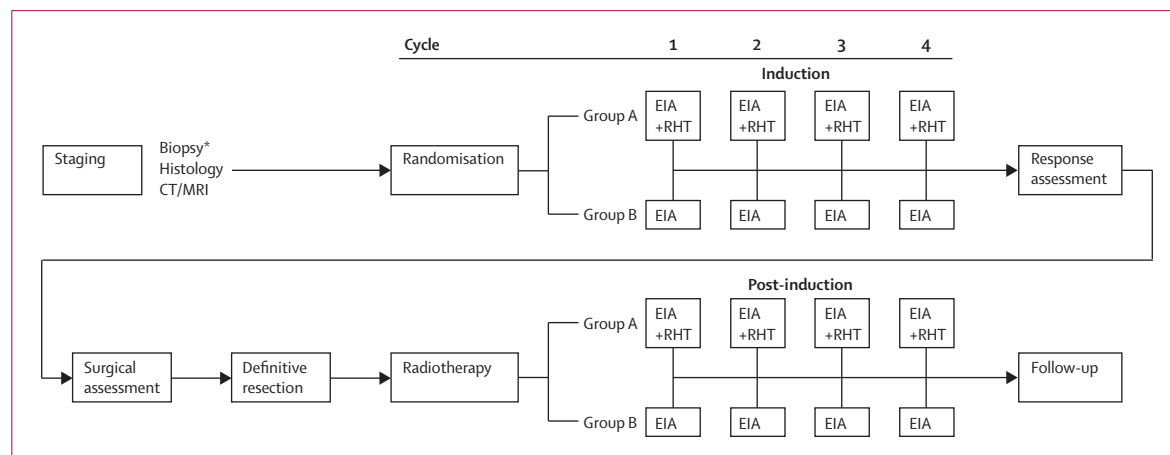 Cycle 1 2 3 4
Induction
Group A
EIA +RHT
EIA +RHT
EIA +RHT
EIA +RHT
Staging
Biopsy*
Histology
CT/MRI
Randomisation
Response
assessment
Group B
EIA
EIA
EIA
EIA
Post-induction
Group A
EIA +RHT
EIA +RHT
EIA +RHT
EIA +RHT
Surgical
assessment
Definitive
resection
Radiotherapy
Follow-up
Group B
EIA
EIA
EIA
EIA